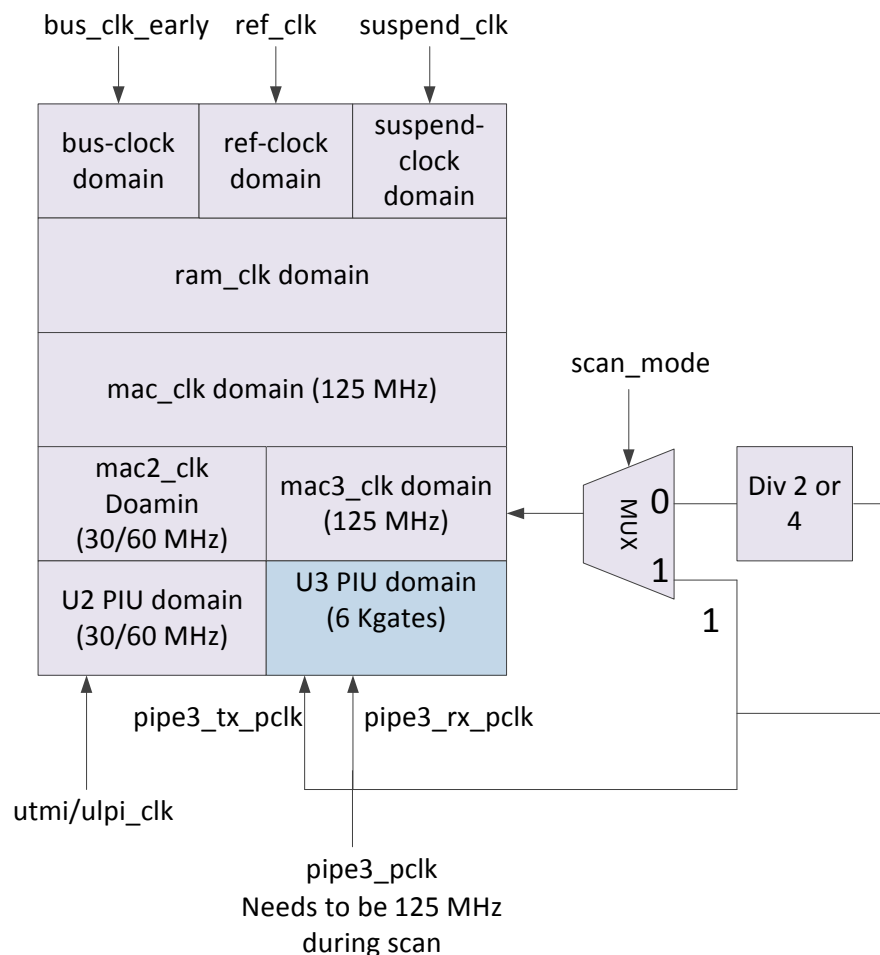 bus_clk_early
ref_clk
suspend_clk
bus-clock
domain
ref-clock
domain
suspend-
clock
domain
ram_clk domain
mac_clk domain (125 MHz)
scan_mode
mac2_clk
Doamin
(30/60 MHz)
mac3_clk domain
(125 MHz)
MUX
0
1
Div 2 or
4
U2 PIU domain
(30/60 MHz)
U3 PIU domain
(6 Kgates)
1
pipe3_tx_pclk
pipe3_rx_pclk
utmi/ulpi_clk
pipe3_pclk
Needs to be 125 MHz
during scan